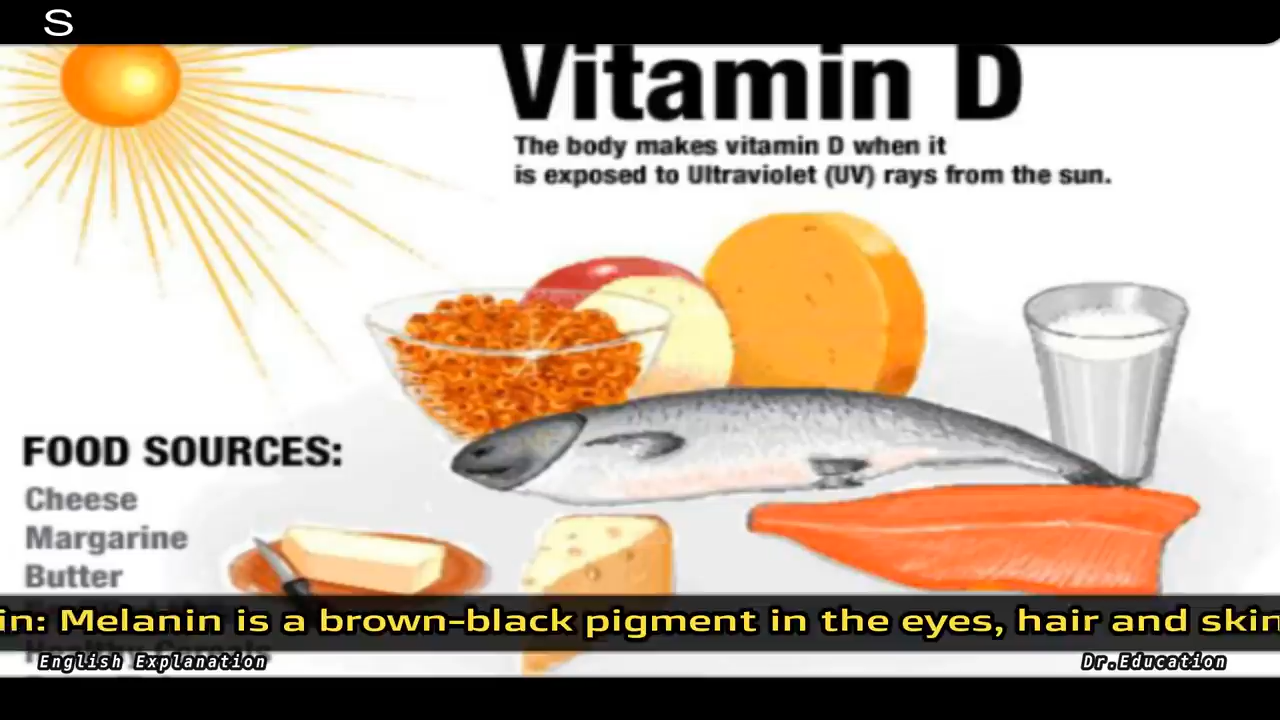 S
Vitamin D
The body makes vitamin D when it
is exposed to Ultraviolet (UV) rays from the sun.
FOOD SOURCES:
Cheese
Margarine
Butter
in: Melanin is a brown-black pigment in the eyes, hair and skin
English Explanation
Dr.Education